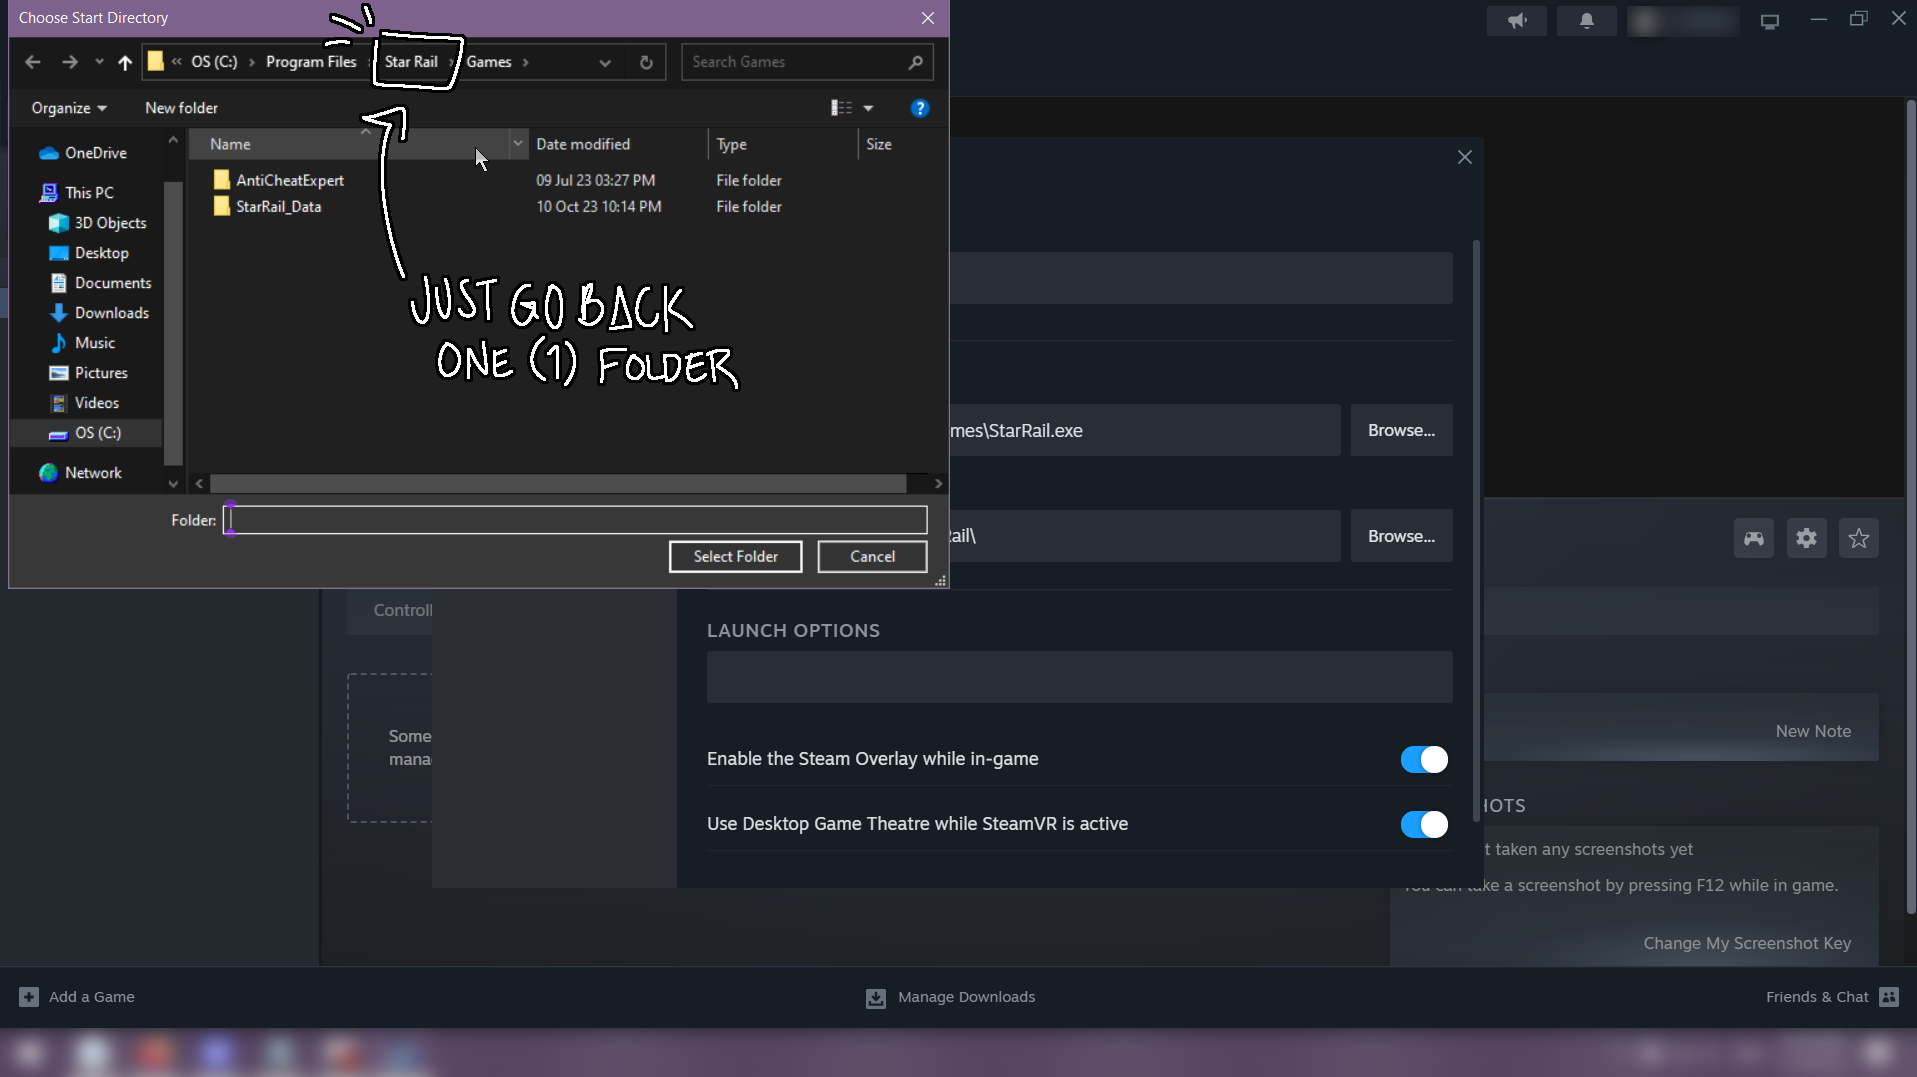 Choose Start Directory
« OS (C:) › Program Files › Star Rail › Games ›
Search Games
Organize
New folder
Name
Date modified
Type
Size
OneDrive
This PC
3D Objects
Desktop
Documents
Downloads
Music
Pictures
Videos
OS (C:)
Network
AntiCheatExpert 09 Jul 23 03:27 PM File folder
StarRail_Data 10 Oct 23 10:14 PM File folder
JUST GO BACK
ONE (1) FOLDER
Folder:
Select Folder
Cancel
mes\StarRail.exe
Browse...
ail\
Browse...
LAUNCH OPTIONS
Enable the Steam Overlay while in-game
Use Desktop Game Theatre while SteamVR is active
Controll
Some
mana
New Note
HOTS
t taken any screenshots yet
You can take a screenshot by pressing F12 while in game.
Change My Screenshot Key
Add a Game
Manage Downloads
Friends & Chat